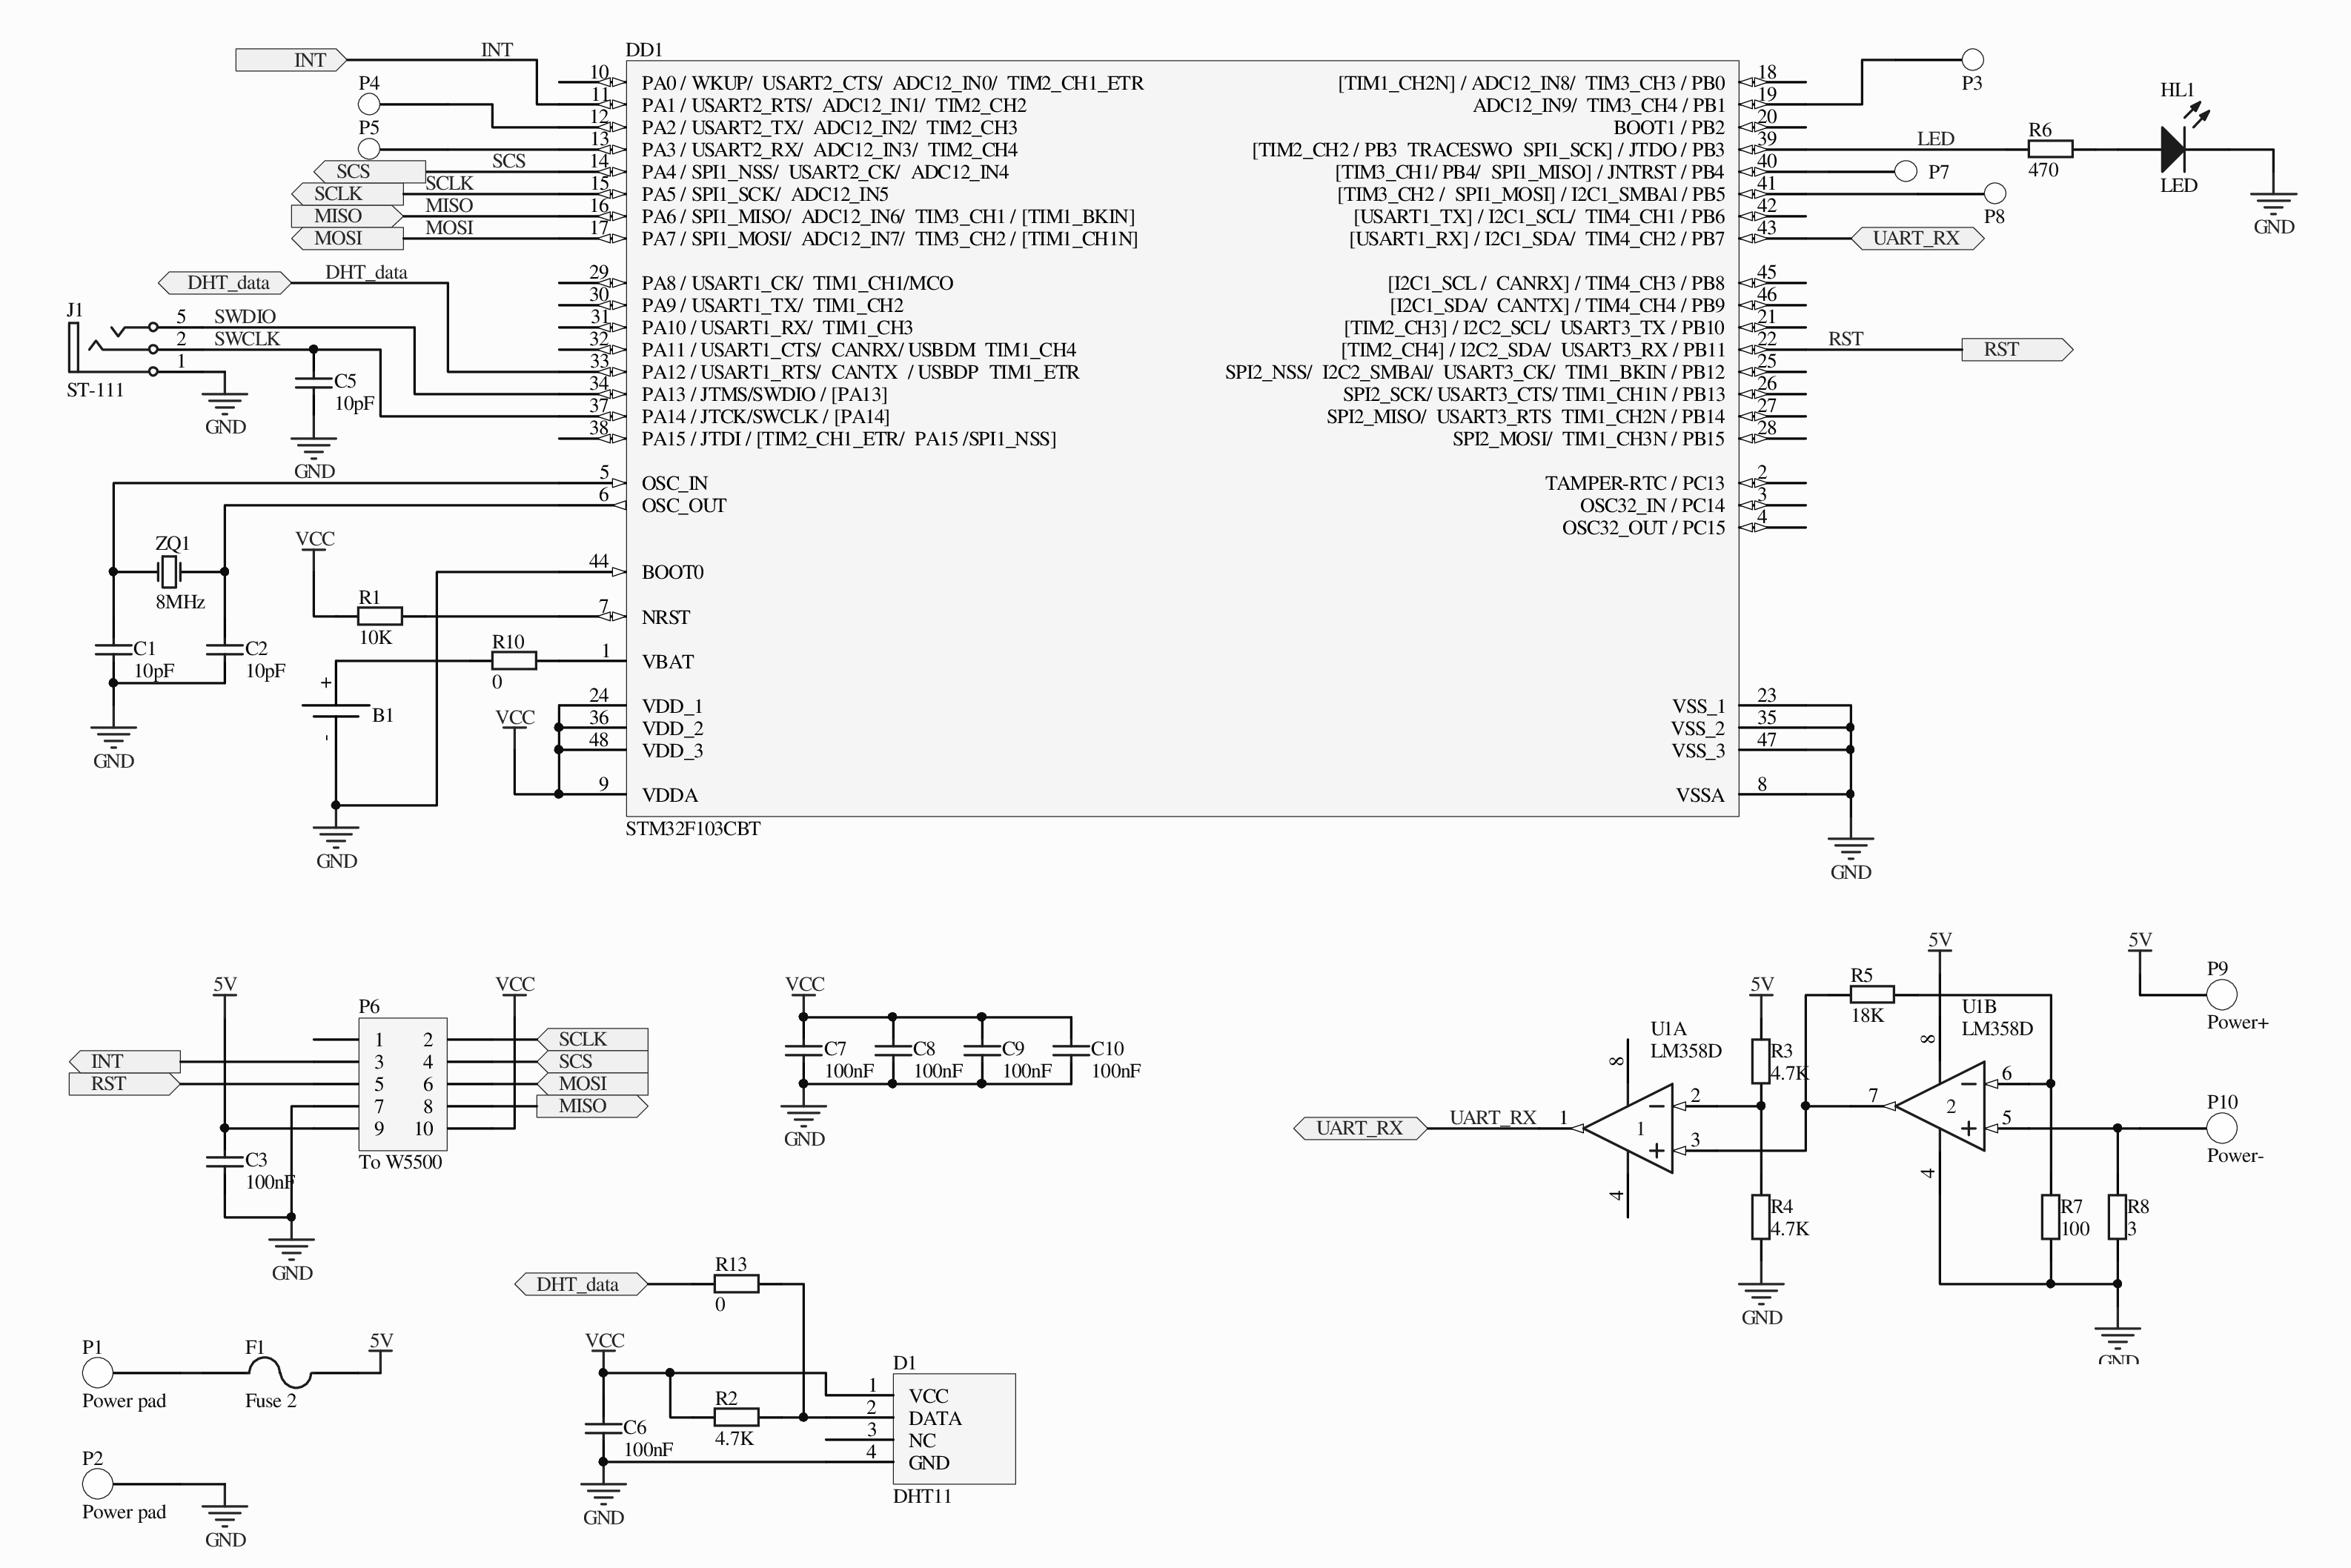 DD1
INT
INT
10
PA0 / WKUP/ USART2_CTS/ ADC12_IN0/ TIM2_CH1_ETR
P4
11
PA1 / USART2_RTS/ ADC12_IN1/ TIM2_CH2
12
PA2 / USART2_TX/ ADC12_IN2/ TIM2_CH3
P5
13
PA3 / USART2_RX/ ADC12_IN3/ TIM2_CH4
SCS
SCS
14
PA4 / SPI1_NSS/ USART2_CK/ ADC12_IN4
SCLK
SCLK
15
PA5 / SPI1_SCK/ ADC12_IN5
MISO
MISO
16
PA6 / SPI1_MISO/ ADC12_IN6/ TIM3_CH1 / [TIM1_BKIN]
MOSI
MOSI
17
PA7 / SPI1_MOSI/ ADC12_IN7/ TIM3_CH2 / [TIM1_CH1N]
DHT_data
DHT_data
29
PA8 / USART1_CK/ TIM1_CH1/MCO
30
PA9 / USART1_TX/ TIM1_CH2
31
PA10 / USART1_RX/ TIM1_CH3
32
PA11 / USART1_CTS/ CANRX/ USBDM TIM1_CH4
33
PA12 / USART1_RTS/ CANTX / USBDP TIM1_ETR
34
PA13 / JTMS/SWDIO / [PA13]
37
PA14 / JTCK/SWCLK / [PA14]
38
PA15 / JTDI / [TIM2_CH1_ETR/ PA15 /SPI1_NSS]
J1
5
SWDIO
2
SWCLK
1
ST-111
GND
C5
10pF
GND
5
OSC_IN
6
OSC_OUT
ZQ1
8MHz
C1
10pF
C2
10pF
GND
VCC
R1
10K
44
BOOT0
7
NRST
R10
0
1
VBAT
+
B1
-
GND
VCC
24
VDD_1
36
VDD_2
48
VDD_3
9
VDDA
STM32F103CBT
[TIM1_CH2N] / ADC12_IN8/ TIM3_CH3 / PB0
18
ADC12_IN9/ TIM3_CH4 / PB1
19
P3
BOOT1 / PB2
20
[TIM2_CH2 / PB3 TRACESWO SPI1_SCK] / JTDO / PB3
39
LED
R6
470
HL1
LED
GND
[TIM3_CH1/ PB4/ SPI1_MISO] / JNTRST / PB4
40
P7
[TIM3_CH2 / SPI1_MOSI] / I2C1_SMBAl / PB5
41
P8
[USART1_TX] / I2C1_SCL/ TIM4_CH1 / PB6
42
[USART1_RX] / I2C1_SDA/ TIM4_CH2 / PB7
43
UART_RX
[I2C1_SCL / CANRX] / TIM4_CH3 / PB8
45
[I2C1_SDA/ CANTX] / TIM4_CH4 / PB9
46
[TIM2_CH3] / I2C2_SCL/ USART3_TX / PB10
21
[TIM2_CH4] / I2C2_SDA/ USART3_RX / PB11
22
RST
RST
SPI2_NSS/ I2C2_SMBAl/ USART3_CK/ TIM1_BKIN / PB12
25
SPI2_SCK/ USART3_CTS/ TIM1_CH1N / PB13
26
SPI2_MISO/ USART3_RTS TIM1_CH2N / PB14
27
SPI2_MOSI/ TIM1_CH3N / PB15
28
TAMPER-RTC / PC13
2
OSC32_IN / PC14
3
OSC32_OUT / PC15
4
VSS_1
23
VSS_2
35
VSS_3
47
VSSA
8
GND
5V
P6
VCC
1 2
SCLK
INT
3 4
SCS
RST
5 6
MOSI
7 8
MISO
9 10
C3
100nF
To W5500
GND
VCC
C7
100nF
C8
100nF
C9
100nF
C10
100nF
GND
UART_RX
UART_RX
1
U1A
LM358D
8
2
1
3
4
5V
R3
4.7K
R4
4.7K
GND
R5
18K
5V
U1B
LM358D
8
7
2
6
5
4
R7
100
R8
3
GND
5V
P9
Power+
P10
Power-
DHT_data
R13
0
VCC
R2
4.7K
C6
100nF
GND
D1
1
VCC
2
DATA
3
NC
4
GND
DHT11
P1
Power pad
F1
Fuse 2
5V
P2
Power pad
GND